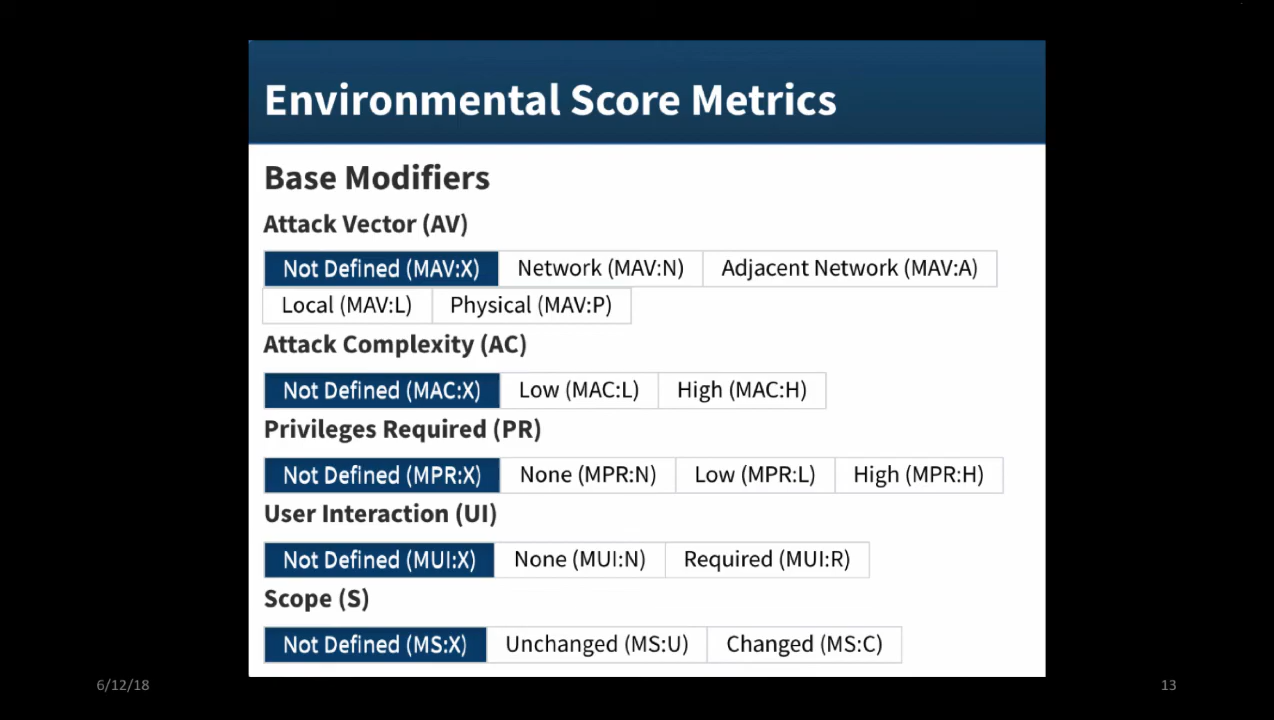 Environmental Score Metrics
Base Modifiers
Attack Vector (AV)
Not Defined (MAV:X) Network (MAV:N) Adjacent Network (MAV:A)
Local (MAV:L) Physical (MAV:P)
Attack Complexity (AC)
Not Defined (MAC:X) Low (MAC:L) High (MAC:H)
Privileges Required (PR)
Not Defined (MPR:X) None (MPR:N) Low (MPR:L) High (MPR:H)
User Interaction (UI)
Not Defined (MUI:X) None (MUI:N) Required (MUI:R)
Scope (S)
Not Defined (MS:X) Unchanged (MS:U) Changed (MS:C)
6/12/18 13